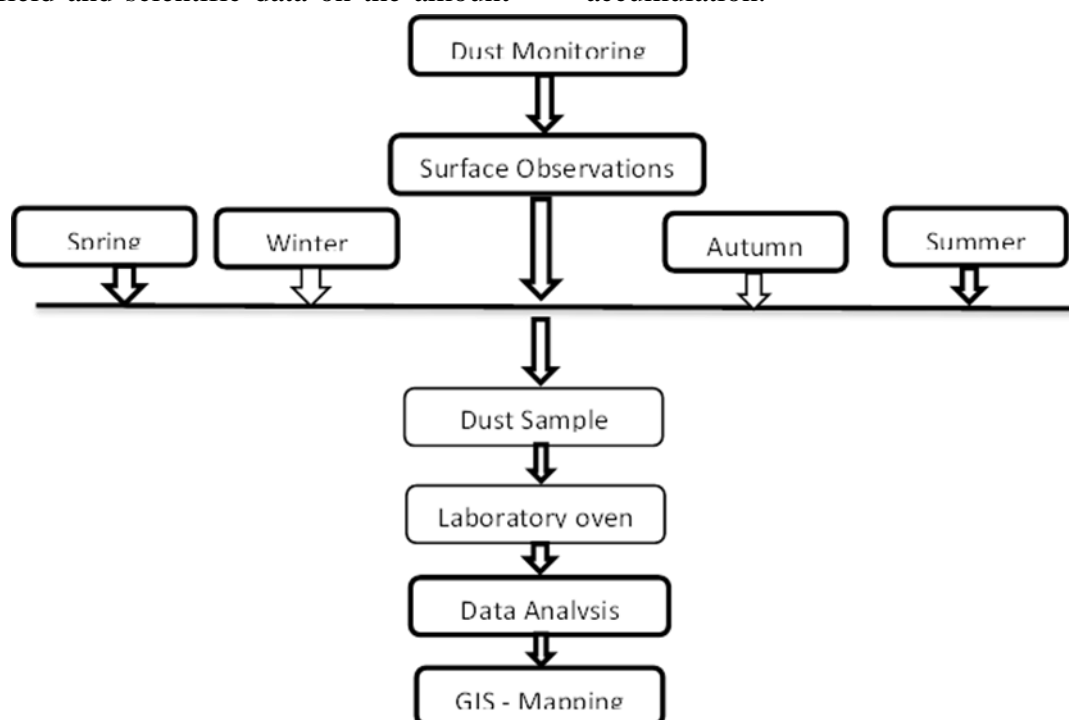 field and scientific data on the amount accumulation.
Dust Monitoring
Surface Observations
Spring Winter Autumn Summer
Dust Sample
Laboratory oven
Data Analysis
GIS - Mapping